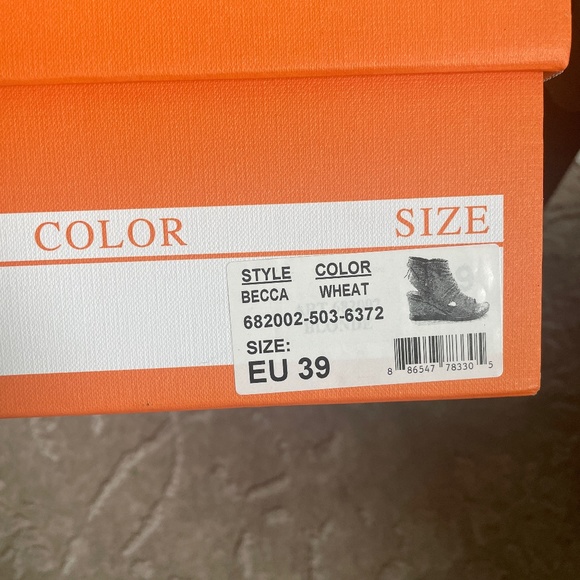 COLOR SIZE
STYLE COLOR
BECCA WHEAT
682002-503-6372
SIZE:
EU 39
8 86547 78330 5